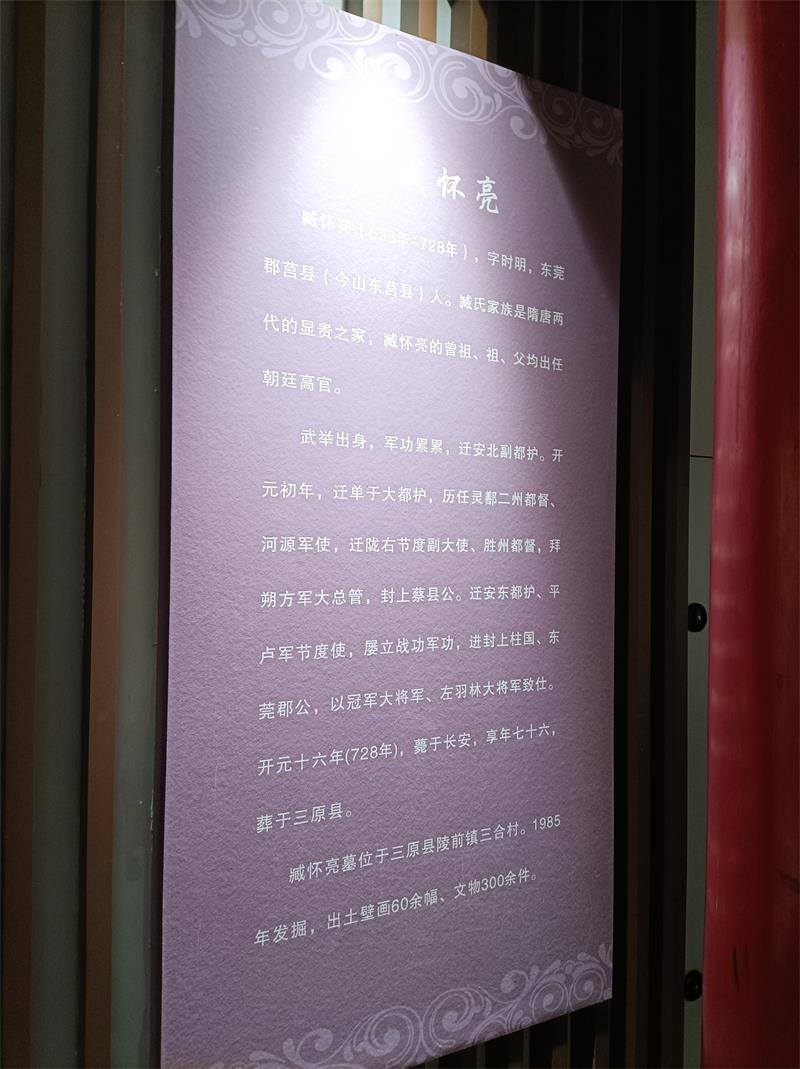 怀亮
臧怀亮（653年~728年），字时明，东莞
郡莒县（今山东莒县）人。臧氏家族是隋唐两
代的显贵之家，臧怀亮的曾祖、祖、父均出任
朝廷高官。
武举出身，军功累累，迁安北副都护。开
元初年，迁单于大都护，历任灵鄯二州都督、
河源军使，迁陇右节度副大使、胜州都督，拜
朔方军大总管，封上蔡县公。迁安东都护、平
卢军节度使，屡立战功军功，进封上柱国、东
莞郡公，以冠军大将军、左羽林大将军致仕。
开元十六年(728年)，薨于长安，享年七十六，
葬于三原县。
臧怀亮墓位于三原县陵前镇三合村。1985
年发掘，出土壁画60余幅、文物300余件。